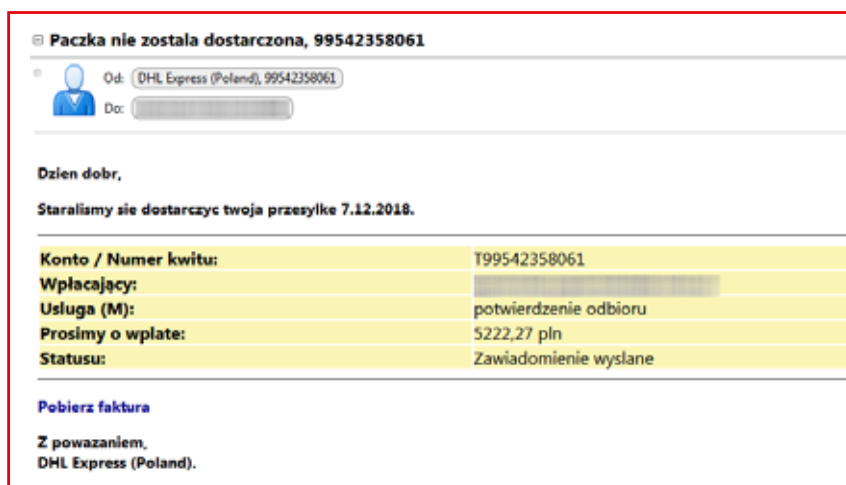 Paczka nie zostala dostarczona, 99542358061
Od: DHL Express (Poland), 99542358061
Do:
Dzien dobr,
Staralismy sie dostarczyc twoja przesylke 7.12.2018.
Konto / Numer kwitu: T99542358061
Wpłacający:
Usluga (M): potwierdzenie odbioru
Prosimy o wplate: 5222,27 pln
Statusu: Zawiadomienie wyslane
Pobierz faktura
Z powazaniem,
DHL Express (Poland).